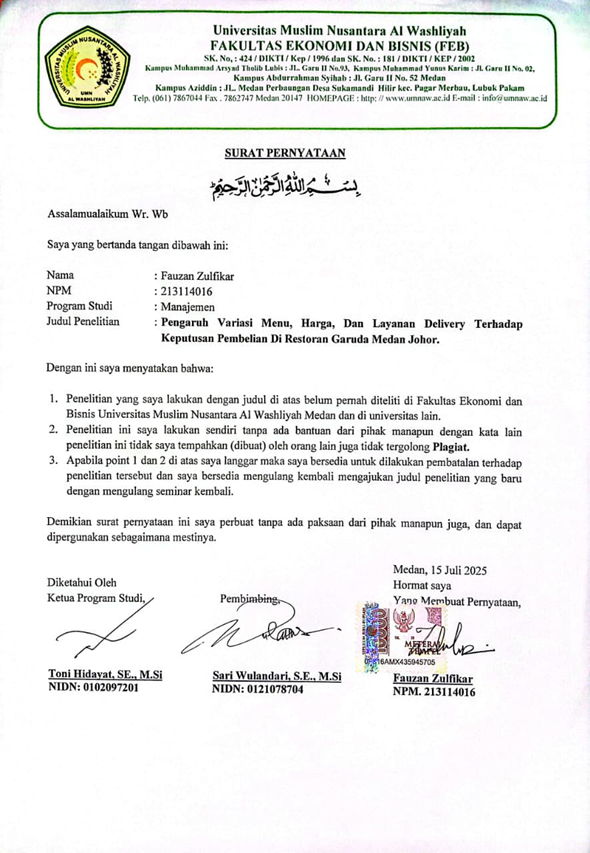 Universitas Muslim Nusantara Al Washliyah
FAKULTAS EKONOMI DAN BISNIS (FEB)
SK. No, : 424 / DIKTI / Kep / 1996 dan SK. No. : 181 / DIKTI / KEP / 2002
Kampus Muhammad Arsyad Tholib Lubis : JL. Garu II No.93, Kampus Muhammad Yunus Karim : Jl. Garu II No. 02,
Kampus Abdurrahman Syihab : Jl. Garu II No. 52 Medan
Kampus Aziddin : JL. Medan Perbaungan Desa Sukamandi Hilir kec. Pagar Merbau, Lubuk Pakam
Telp. (061) 7867044 Fax . 7862747 Medan 20147 HOMEPAGE : http: // www.umnaw.ac.id E-mail : info@umnaw.ac.id
UNIVERSITAS MUSLIM NUSANTARA AL WASHLIYAH
UMN
AL WASHLIYAH
SURAT PERNYATAAN
بِسْمِ اللهِ الرَّحْمٰنِ الرَّحِيْمِ
Assalamualaikum Wr. Wb
Saya yang bertanda tangan dibawah ini:
Nama : Fauzan Zulfikar
NPM : 213114016
Program Studi : Manajemen
Judul Penelitian : Pengaruh Variasi Menu, Harga, Dan Layanan Delivery Terhadap
Keputusan Pembelian Di Restoran Garuda Medan Johor.
Dengan ini saya menyatakan bahwa:
1. Penelitian yang saya lakukan dengan judul di atas belum pernah diteliti di Fakultas Ekonomi dan
Bisnis Universitas Muslim Nusantara Al Washliyah Medan dan di universitas lain.
2. Penelitian ini saya lakukan sendiri tanpa ada bantuan dari pihak manapun dengan kata lain
penelitian ini tidak saya tempahkan (dibuat) oleh orang lain juga tidak tergolong Plagiat.
3. Apabila point 1 dan 2 di atas saya langgar maka saya bersedia untuk dilakukan pembatalan terhadap
penelitian tersebut dan saya bersedia mengulang kembali mengajukan judul penelitian yang baru
dengan mengulang seminar kembali.
Demikian surat pernyataan ini saya perbuat tanpa ada paksaan dari pihak manapun juga, dan dapat
dipergunakan sebagaimana mestinya.
Medan, 15 Juli 2025
Diketahui Oleh Hormat saya
Ketua Program Studi, Pembimbing, Yang Membuat Pernyataan,
10000
METERAI
TEMPEL
Toni Hidayat, SE., M.Si Sari Wulandari, S.E., M.Si Fauzan Zulfikar
NIDN: 0102097201 NIDN: 0121078704 NPM. 213114016